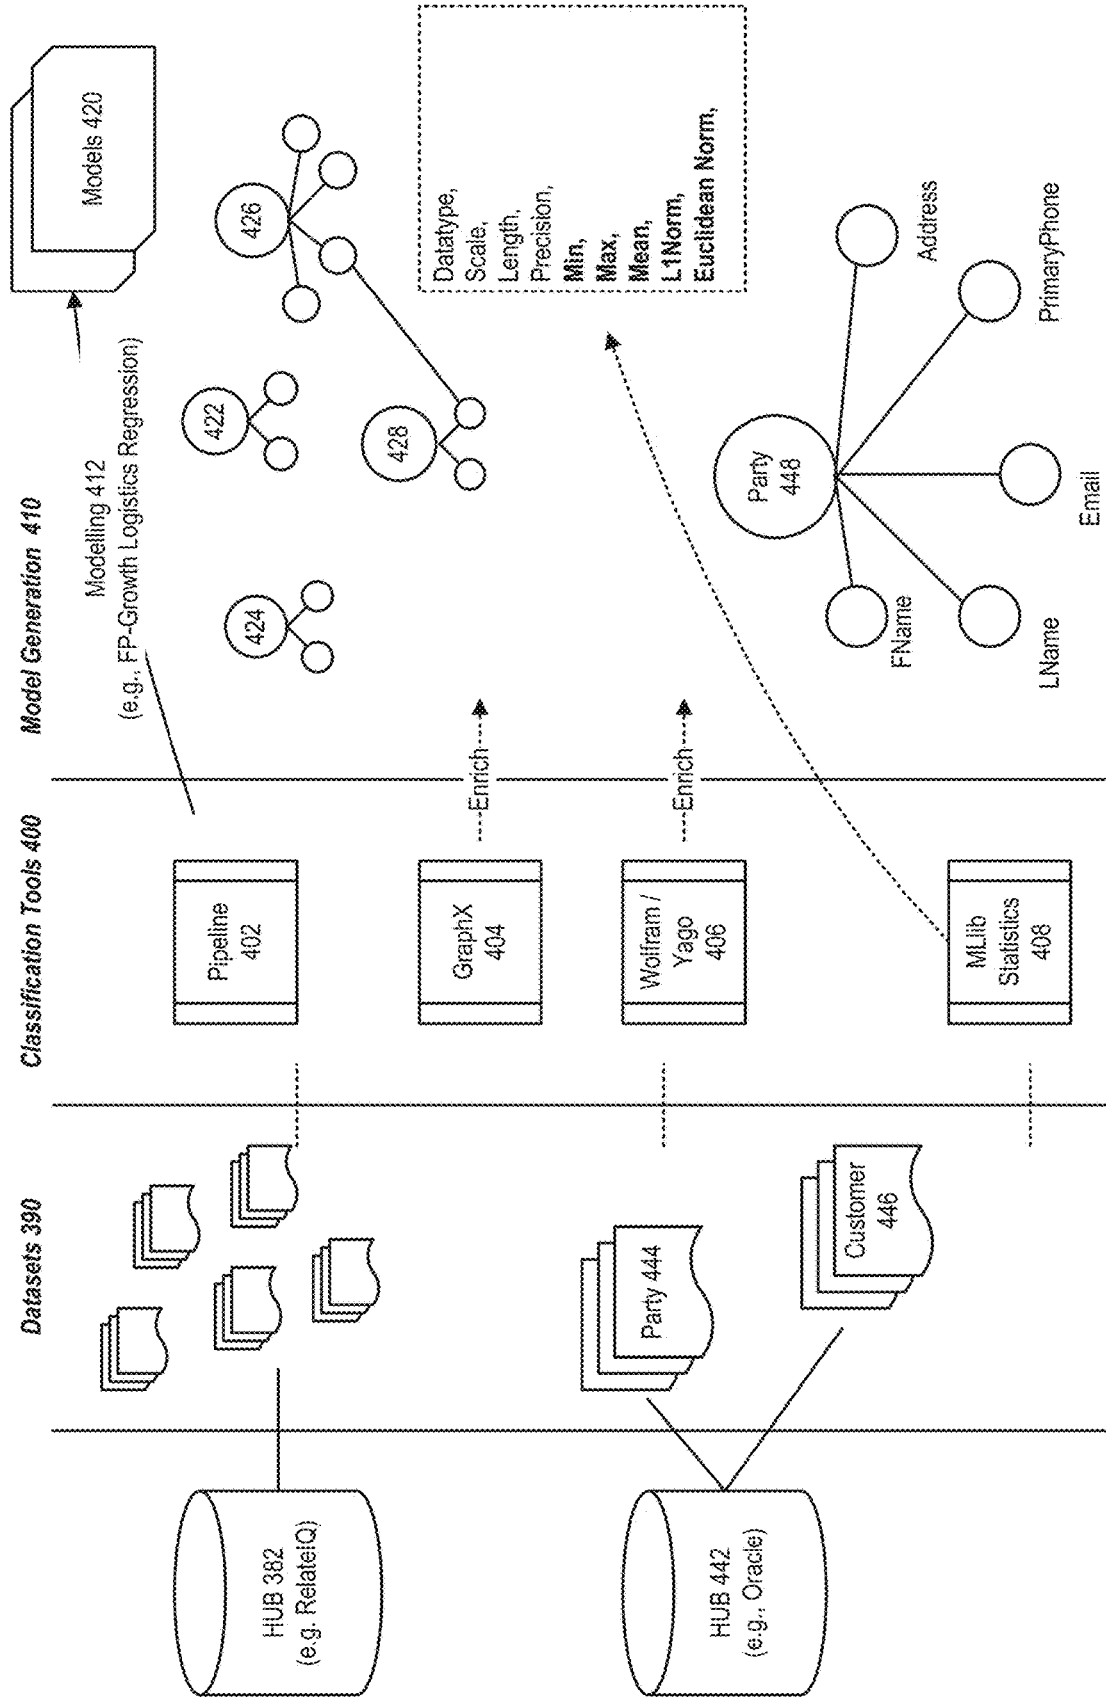 Datasets 390
Classification Tools 400
Model Generation 410
HUB 382
(e.g. RelateIQ)
HUB 442
(e.g., Oracle)
Party 444
Customer
446
Pipeline
402
GraphX
404
Wolfram /
Yago
406
MLlib
Statistics
408
Enrich
Enrich
Modelling 412
(e.g., FP-Growth Logistics Regression)
Models 420
424
422
428
426
Datatype,
Scale,
Length,
Precision,
Min,
Max,
Mean,
L1Norm,
Euclidean Norm,
Party
448
FName
LName
Email
PrimaryPhone
Address